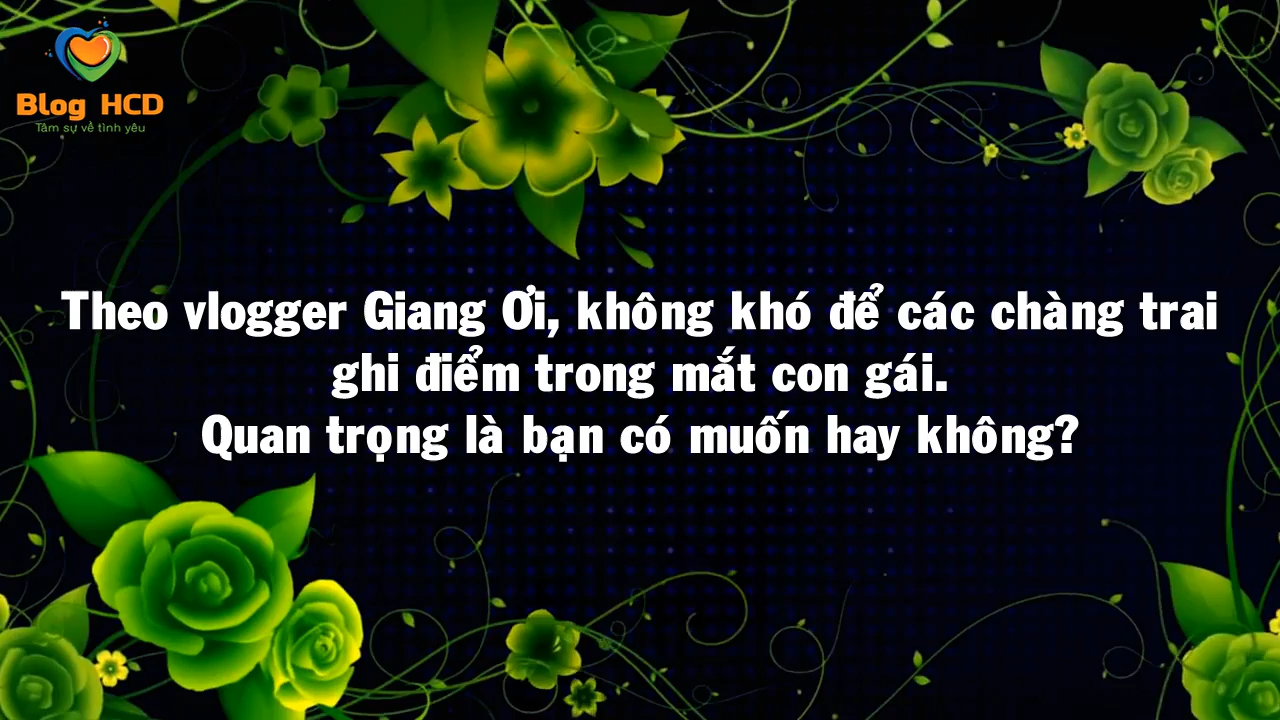 Blog HCD
Tâm sự về tình yêu
Theo vlogger Giang Ơi, không khó để các chàng trai
ghi điểm trong mắt con gái.
Quan trọng là bạn có muốn hay không?